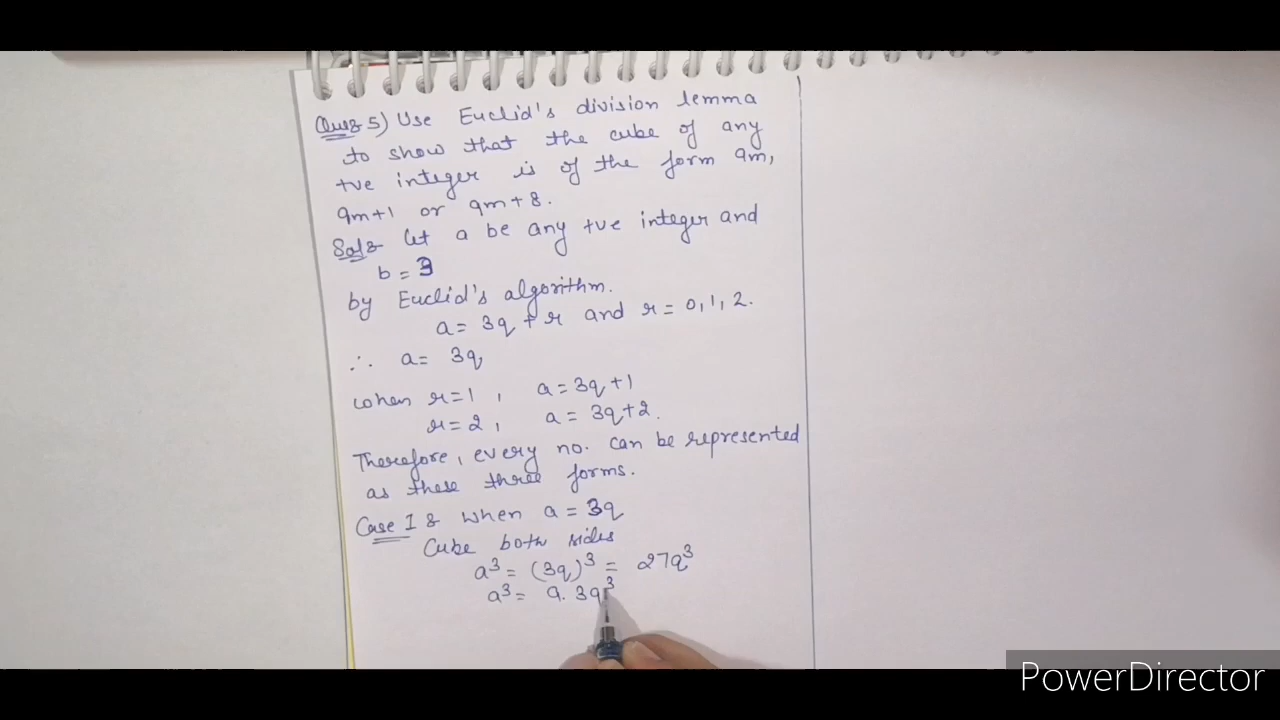 Ques 5) Use Euclid's division lemma
to show that the cube of any
+ve integer is of the form 9m,
9m+1 or 9m+8.
Sol:- let a be any +ve integer and
b = 3
by Euclid's algorithm.
a = 3q + r and r = 0, 1, 2.
∴ a = 3q
when r=1, a = 3q+1
r=2, a = 3q+2.
Therefore, every no. can be represented
as these three forms.
Case I :- when a = 3q
Cube both sides
a³ = (3q)³ = 27q³
a³ = 9. 3q³
PowerDirector